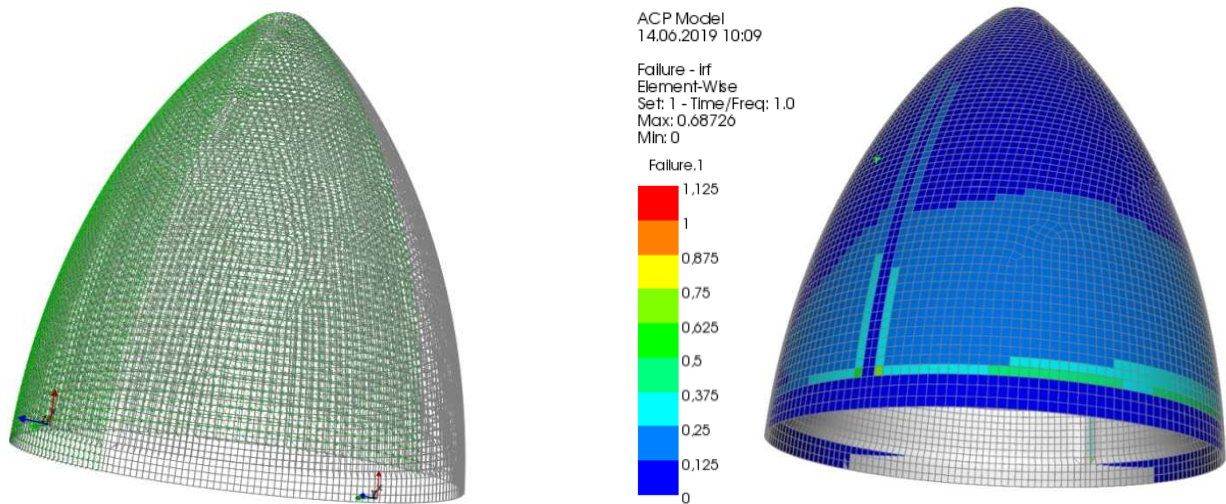 ACP Model
14.06.2019 10:09
Failure - irf
Element-Wise
Set: 1 - Time/Freq: 1.0
Max: 0.68726
Min: 0
Failure.1
1,125
1
0,875
0,75
0,625
0,5
0,375
0,25
0,125
0